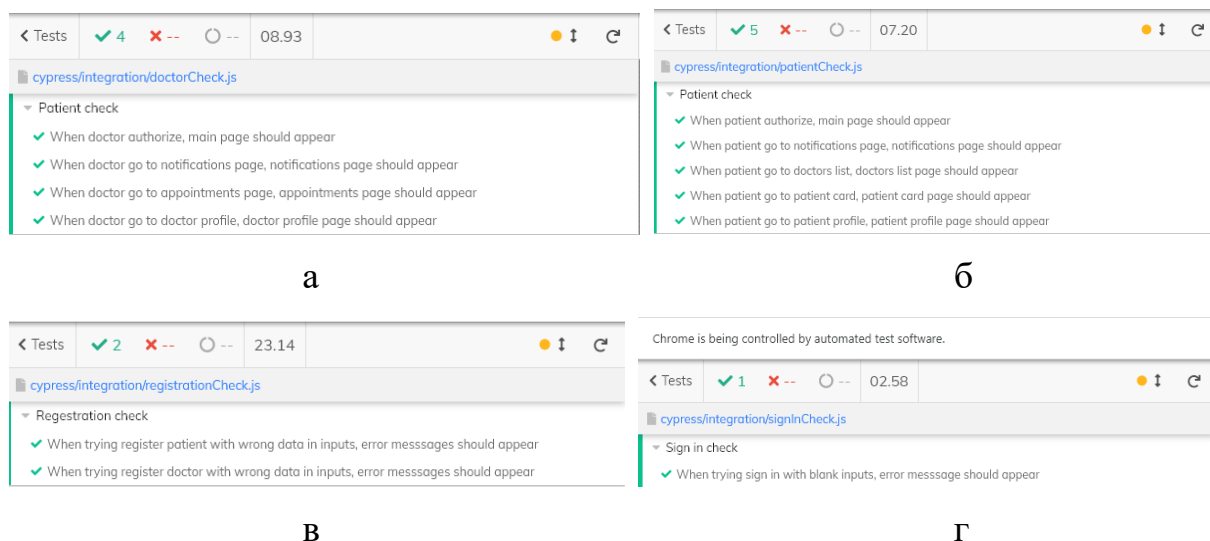 Tests 4 -- -- 08.93
cypress/integration/doctorCheck.js
Patient check
When doctor authorize, main page should appear
When doctor go to notifications page, notifications page should appear
When doctor go to appointments page, appointments page should appear
When doctor go to doctor profile, doctor profile page should appear
а
Tests 5 -- -- 07.20
cypress/integration/patientCheck.js
Patient check
When patient authorize, main page should appear
When patient go to notifications page, notifications page should appear
When patient go to doctors list, doctors list page should appear
When patient go to patient card, patient card page should appear
When patient go to patient profile, patient profile page should appear
б
Tests 2 -- -- 23.14
cypress/integration/registrationCheck.js
Regestration check
When trying register patient with wrong data in inputs, error messsages should appear
When trying register doctor with wrong data in inputs, error messsages should appear
в
Chrome is being controlled by automated test software.
Tests 1 -- -- 02.58
cypress/integration/signInCheck.js
Sign in check
When trying sign in with blank inputs, error messsage should appear
г